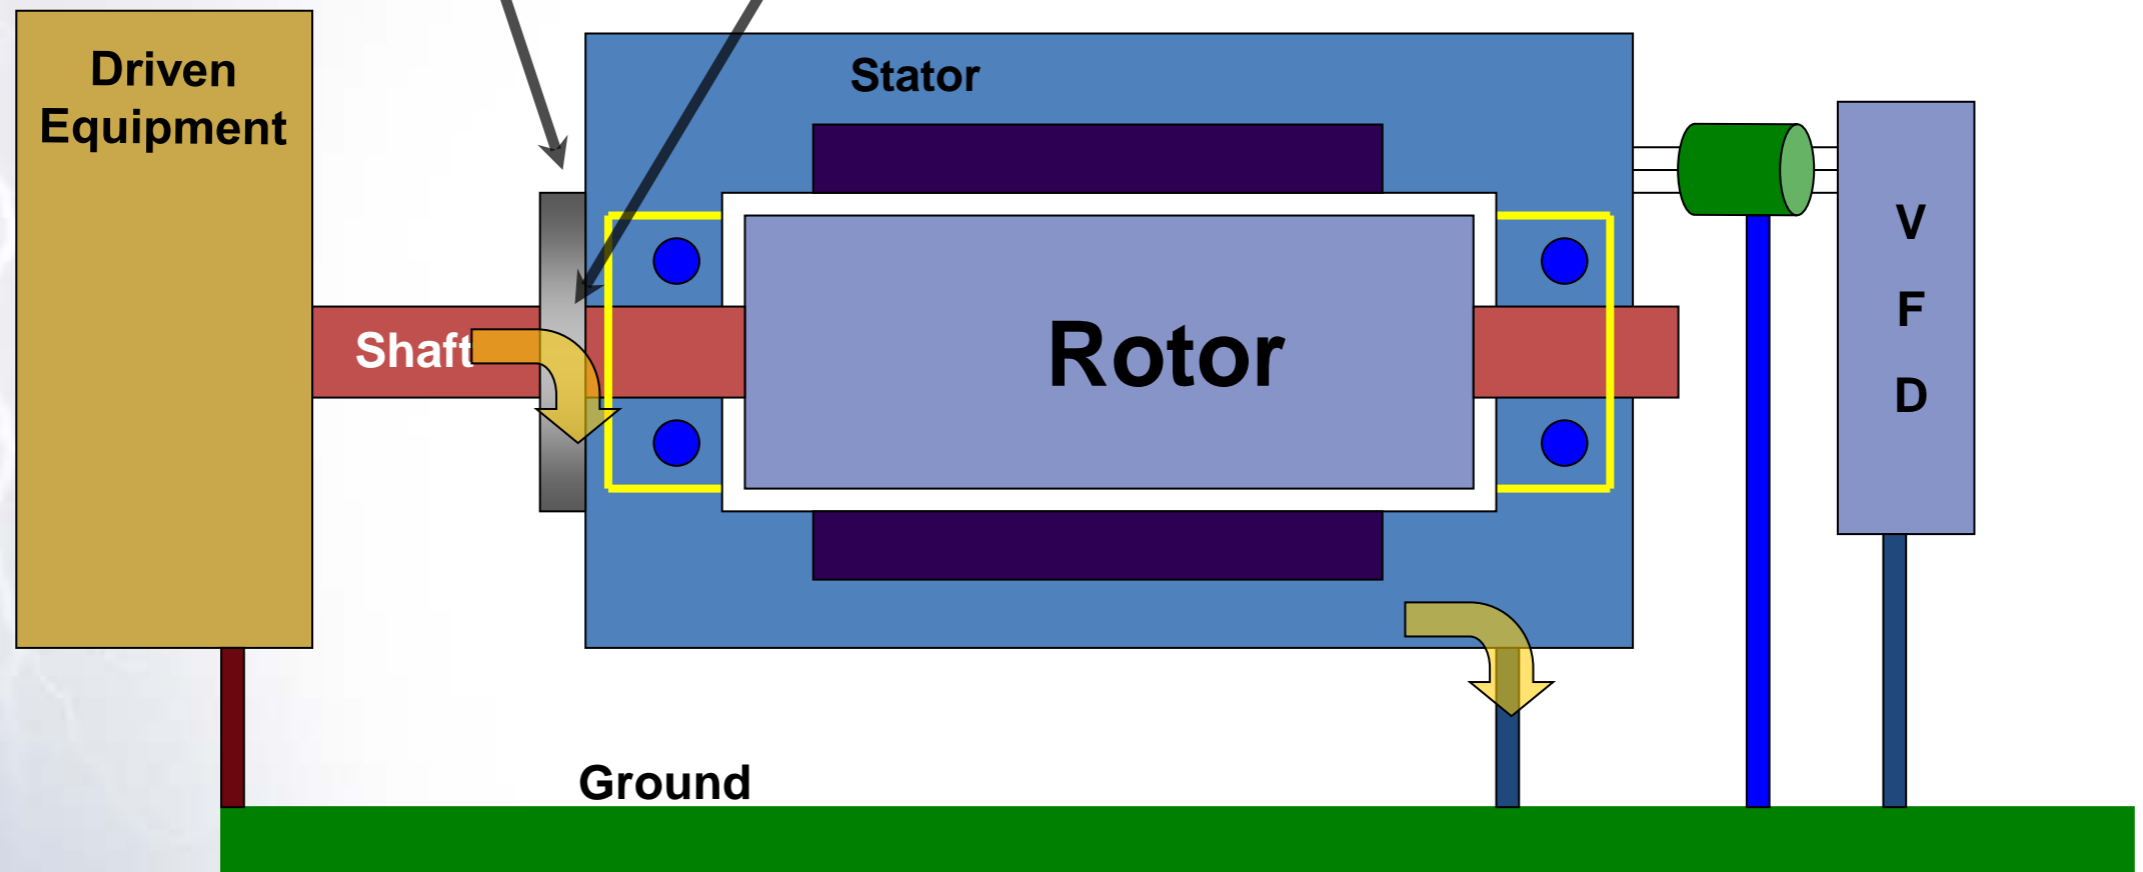 Driven
Equipment
Stator
V
F
D
Shaft
Rotor
Ground